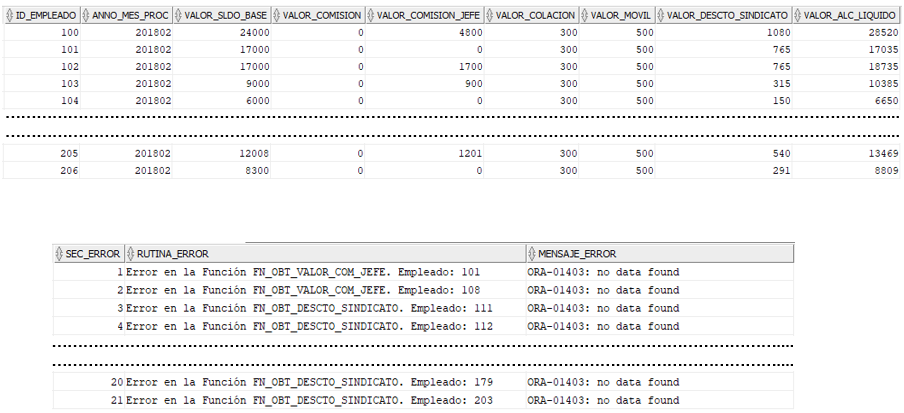 ID_EMPLEADO ANNO_MES_PROC VALOR_SLDO_BASE VALOR_COMISION VALOR_COMISION_JEFE VALOR_COLACION VALOR_MOVIL VALOR_DESCTO_SINDICATO VALOR_ALC_LIQUIDO
100 201802 24000 0 4800 300 500 1080 28520
101 201802 17000 0 0 300 500 765 17035
102 201802 17000 0 1700 300 500 765 18735
103 201802 9000 0 900 300 500 315 10385
104 201802 6000 0 0 300 500 150 6650
205 201802 12008 0 1201 300 500 540 13469
206 201802 8300 0 0 300 500 291 8809
SEC_ERROR RUTINA_ERROR MENSAJE_ERROR
1 Error en la Función FN_OBT_VALOR_COM_JEFE. Empleado: 101 ORA-01403: no data found
2 Error en la Función FN_OBT_VALOR_COM_JEFE. Empleado: 108 ORA-01403: no data found
3 Error en la Función FN_OBT_DESCTO_SINDICATO. Empleado: 111 ORA-01403: no data found
4 Error en la Función FN_OBT_DESCTO_SINDICATO. Empleado: 112 ORA-01403: no data found
20 Error en la Función FN_OBT_DESCTO_SINDICATO. Empleado: 179 ORA-01403: no data found
21 Error en la Función FN_OBT_DESCTO_SINDICATO. Empleado: 203 ORA-01403: no data found